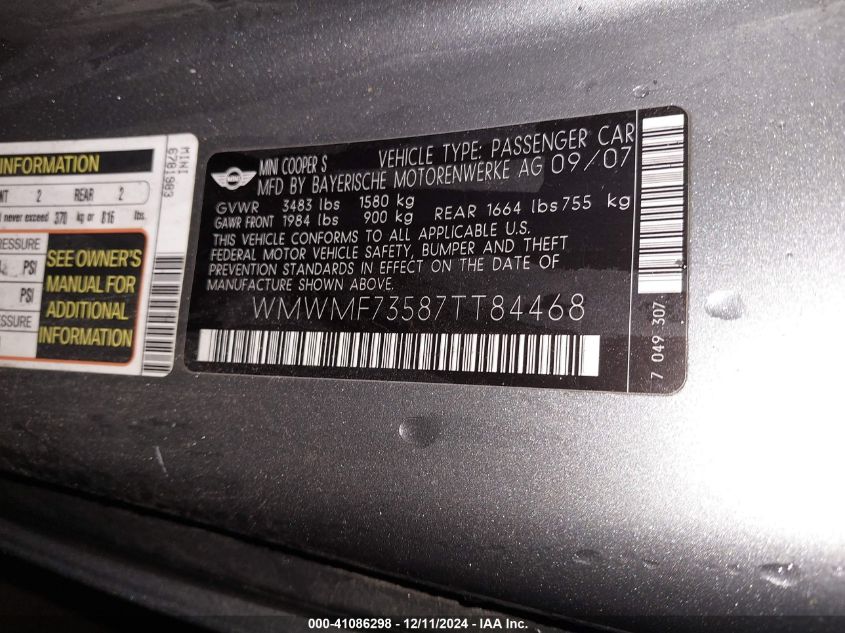 INFORMATION
NT 2 REAR 2
never exceed 370 kg or 816 lbs.
PRESSURE
PSI
PSI
PRESSURE
SEE OWNER'S
MANUAL FOR
ADDITIONAL
INFORMATION
MINI
6781983
MINI
MINI COOPER S VEHICLE TYPE: PASSENGER CAR
MFD BY BAYERISCHE MOTORENWERKE AG 09/07
GVWR 3483 lbs 1580 kg
GAWR FRONT 1984 lbs 900 kg REAR 1664 lbs 755 kg
THIS VEHICLE CONFORMS TO ALL APPLICABLE U.S.
FEDERAL MOTOR VEHICLE SAFETY, BUMPER AND THEFT
PREVENTION STANDARDS IN EFFECT ON THE DATE OF
MANUFACTURE SHOWN ABOVE.
WMWMF73587TT84468
7 049 307
000-41086298 - 12/11/2024 - IAA Inc.